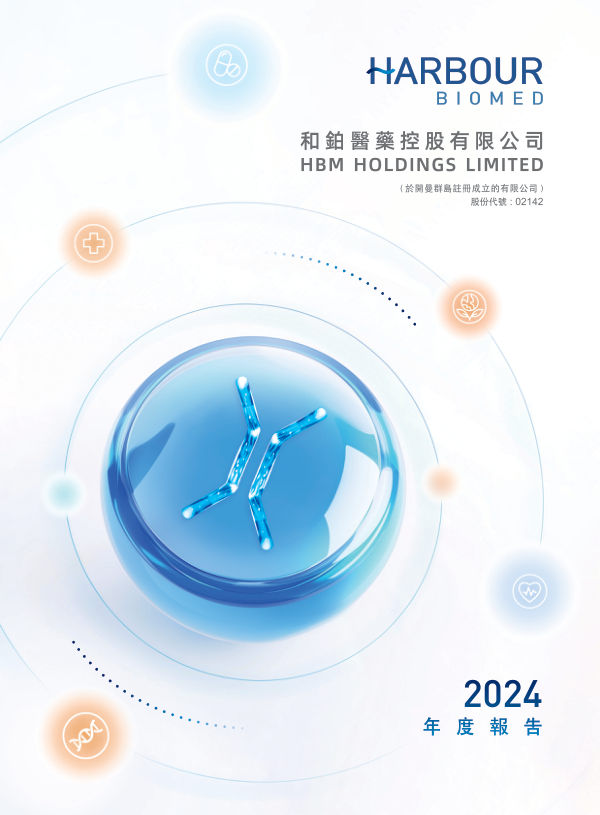 HARBOUR
BIOMED
和鉑醫藥控股有限公司
HBM HOLDINGS LIMITED
(於開曼群島註冊成立的有限公司)
股份代號 : 02142
2024
年度報告